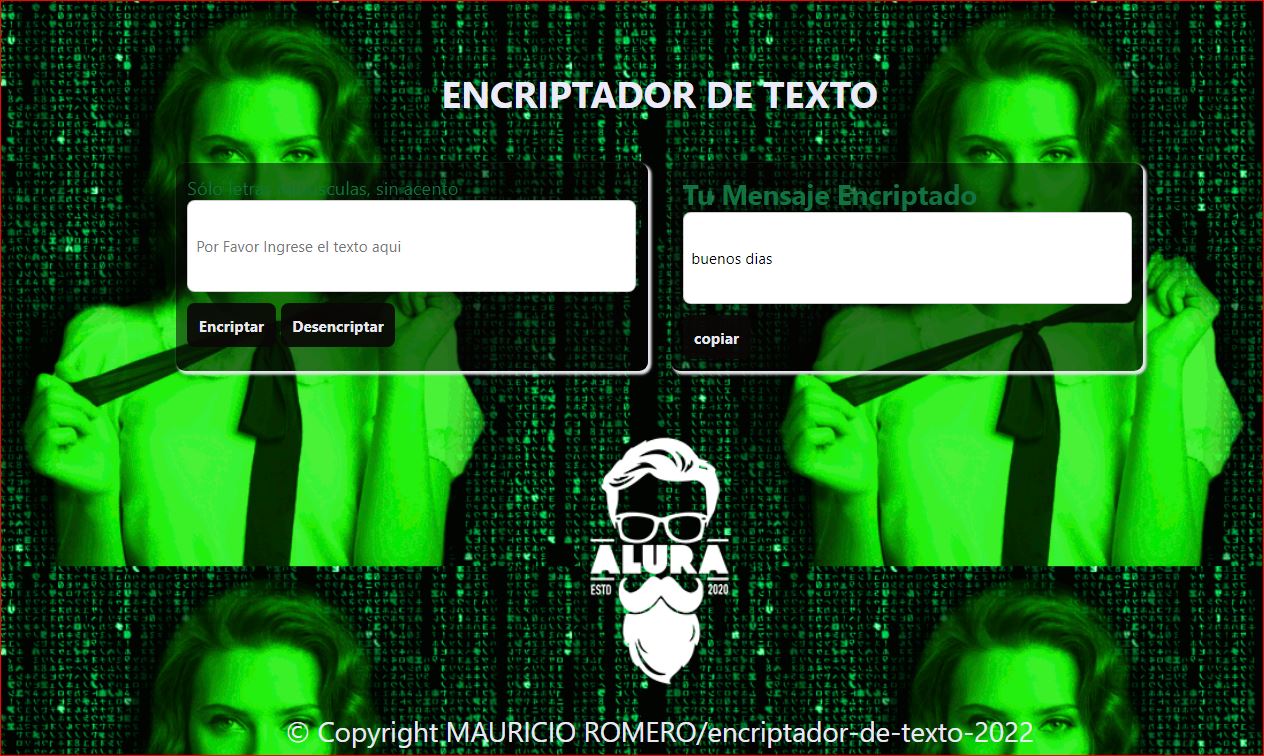 ENCRIPTADOR DE TEXTO
Sólo letras minúsculas, sin acento
Por Favor Ingrese el texto aqui
Encriptar Desencriptar
Tu Mensaje Encriptado
buenos dias
copiar
ALURA
ESTD 2020
© Copyright MAURICIO ROMERO/encriptador-de-texto-2022